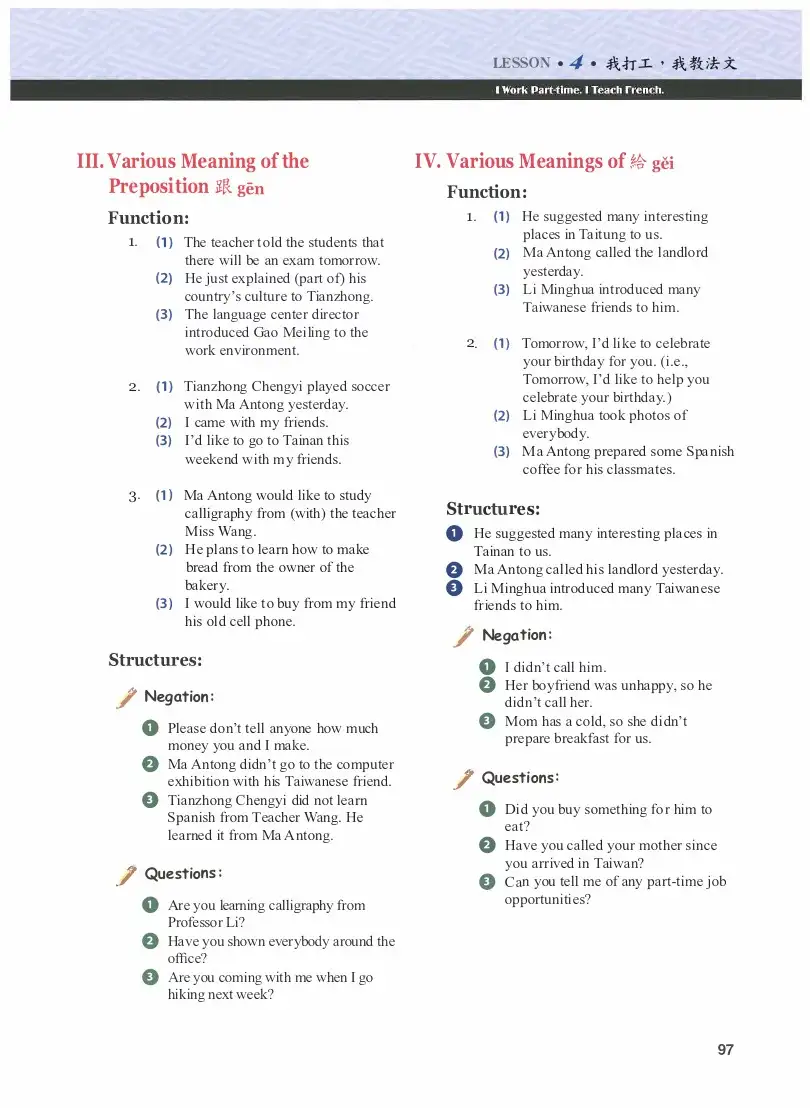 LESSON • 4 • 我打工，我教法文
I Work Part-time. I Teach French.
III. Various Meaning of the
Preposition 跟 gēn
Function:
1. (1) The teacher told the students that
there will be an exam tomorrow.
(2) He just explained (part of) his
country's culture to Tianzhong.
(3) The language center director
introduced Gao Meiling to the
work environment.
2. (1) Tianzhong Chengyi played soccer
with Ma Antong yesterday.
(2) I came with my friends.
(3) I'd like to go to Tainan this
weekend with my friends.
3. (1) Ma Antong would like to study
calligraphy from (with) the teacher
Miss Wang.
(2) He plans to learn how to make
bread from the owner of the
bakery.
(3) I would like to buy from my friend
his old cell phone.
Structures:
Negation:
1 Please don't tell anyone how much
money you and I make.
2 Ma Antong didn't go to the computer
exhibition with his Taiwanese friend.
3 Tianzhong Chengyi did not learn
Spanish from Teacher Wang. He
learned it from Ma Antong.
Questions:
1 Are you learning calligraphy from
Professor Li?
2 Have you shown everybody around the
office?
3 Are you coming with me when I go
hiking next week?
IV. Various Meanings of 給 gěi
Function:
1. (1) He suggested many interesting
places in Taitung to us.
(2) Ma Antong called the landlord
yesterday.
(3) Li Minghua introduced many
Taiwanese friends to him.
2. (1) Tomorrow, I'd like to celebrate
your birthday for you. (i.e.,
Tomorrow, I'd like to help you
celebrate your birthday.)
(2) Li Minghua took photos of
everybody.
(3) Ma Antong prepared some Spanish
coffee for his classmates.
Structures:
1 He suggested many interesting places in
Tainan to us.
2 Ma Antong called his landlord yesterday.
3 Li Minghua introduced many Taiwanese
friends to him.
Negation:
1 I didn't call him.
2 Her boyfriend was unhappy, so he
didn't call her.
3 Mom has a cold, so she didn't
prepare breakfast for us.
Questions:
1 Did you buy something for him to
eat?
2 Have you called your mother since
you arrived in Taiwan?
3 Can you tell me of any part-time job
opportunities?
97